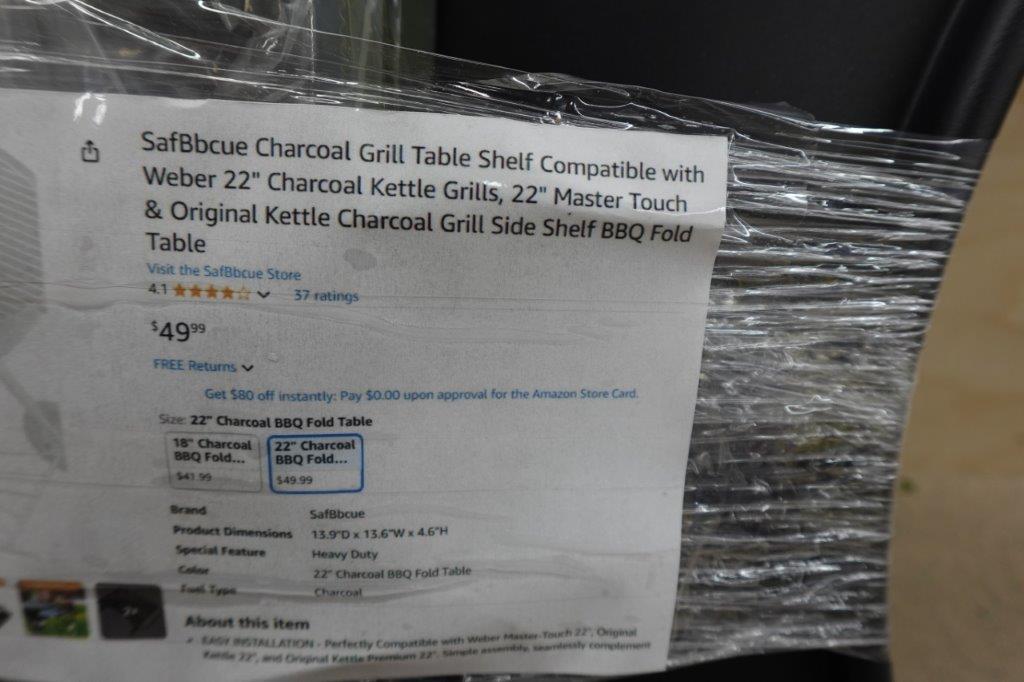 SafBbcue Charcoal Grill Table Shelf Compatible with
Weber 22" Charcoal Kettle Grills, 22" Master Touch
& Original Kettle Charcoal Grill Side Shelf BBQ Fold
Table
Visit the SafBbcue Store
4.1 37 ratings
$49⁹⁹
FREE Returns
Get $80 off instantly: Pay $0.00 upon approval for the Amazon Store Card.
Size: 22" Charcoal BBQ Fold Table
18" Charcoal
BBQ Fold...
$41.99
22" Charcoal
BBQ Fold...
$49.99
Brand SafBbcue
Product Dimensions 13.9"D x 13.6"W x 4.6"H
Special Feature Heavy Duty
Color 22" Charcoal BBQ Fold Table
Fuel Type Charcoal
2+
About this item
EASY INSTALLATION - Perfectly Compatible with Weber Master-Touch 22", Original
Kettle 22", and Original Kettle Premium 22". Simple assembly, seamlessly complement